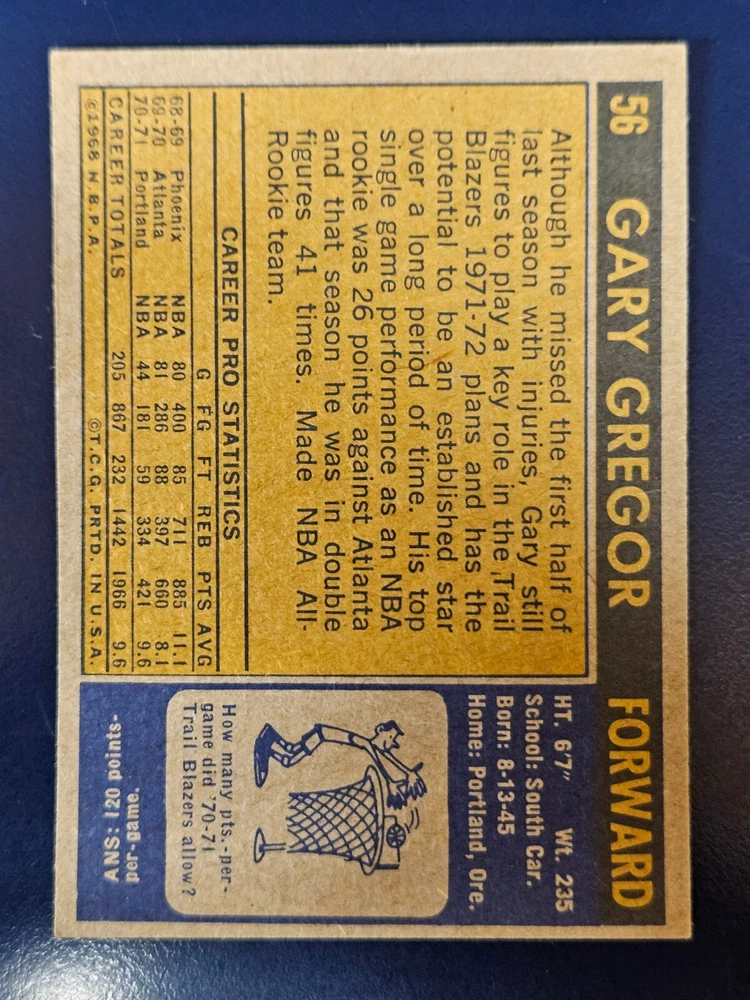 56 GARY GREGOR FORWARD
Although he missed the first half of
last season with injuries, Gary still
figures to play a key role in the Trail
Blazers 1971-72 plans and has the
potential to be an established star
over a long period of time. His top
single game performance as an NBA
rookie was 26 points against Atlanta
and that season he was in double
figures 41 times. Made NBA All-
Rookie team.
CAREER PRO STATISTICS
G FG FT REB PTS AVG
68-69 Phoenix NBA 80 400 85 711 885 11.1
69-70 Atlanta NBA 81 286 88 397 660 8.1
70-71 Portland NBA 44 181 59 334 421 9.6
CAREER TOTALS 205 867 232 1442 1966 9.6
©1968 N.B.P.A. ©T.C.G. PRTD. IN U.S.A.
HT. 6'7" Wt. 235
School: South Car.
Born: 8-13-45
Home: Portland, Ore.
How many pts.-per-
game did '70-71
Trail Blazers allow?
ANS: 120 points-
per-game.